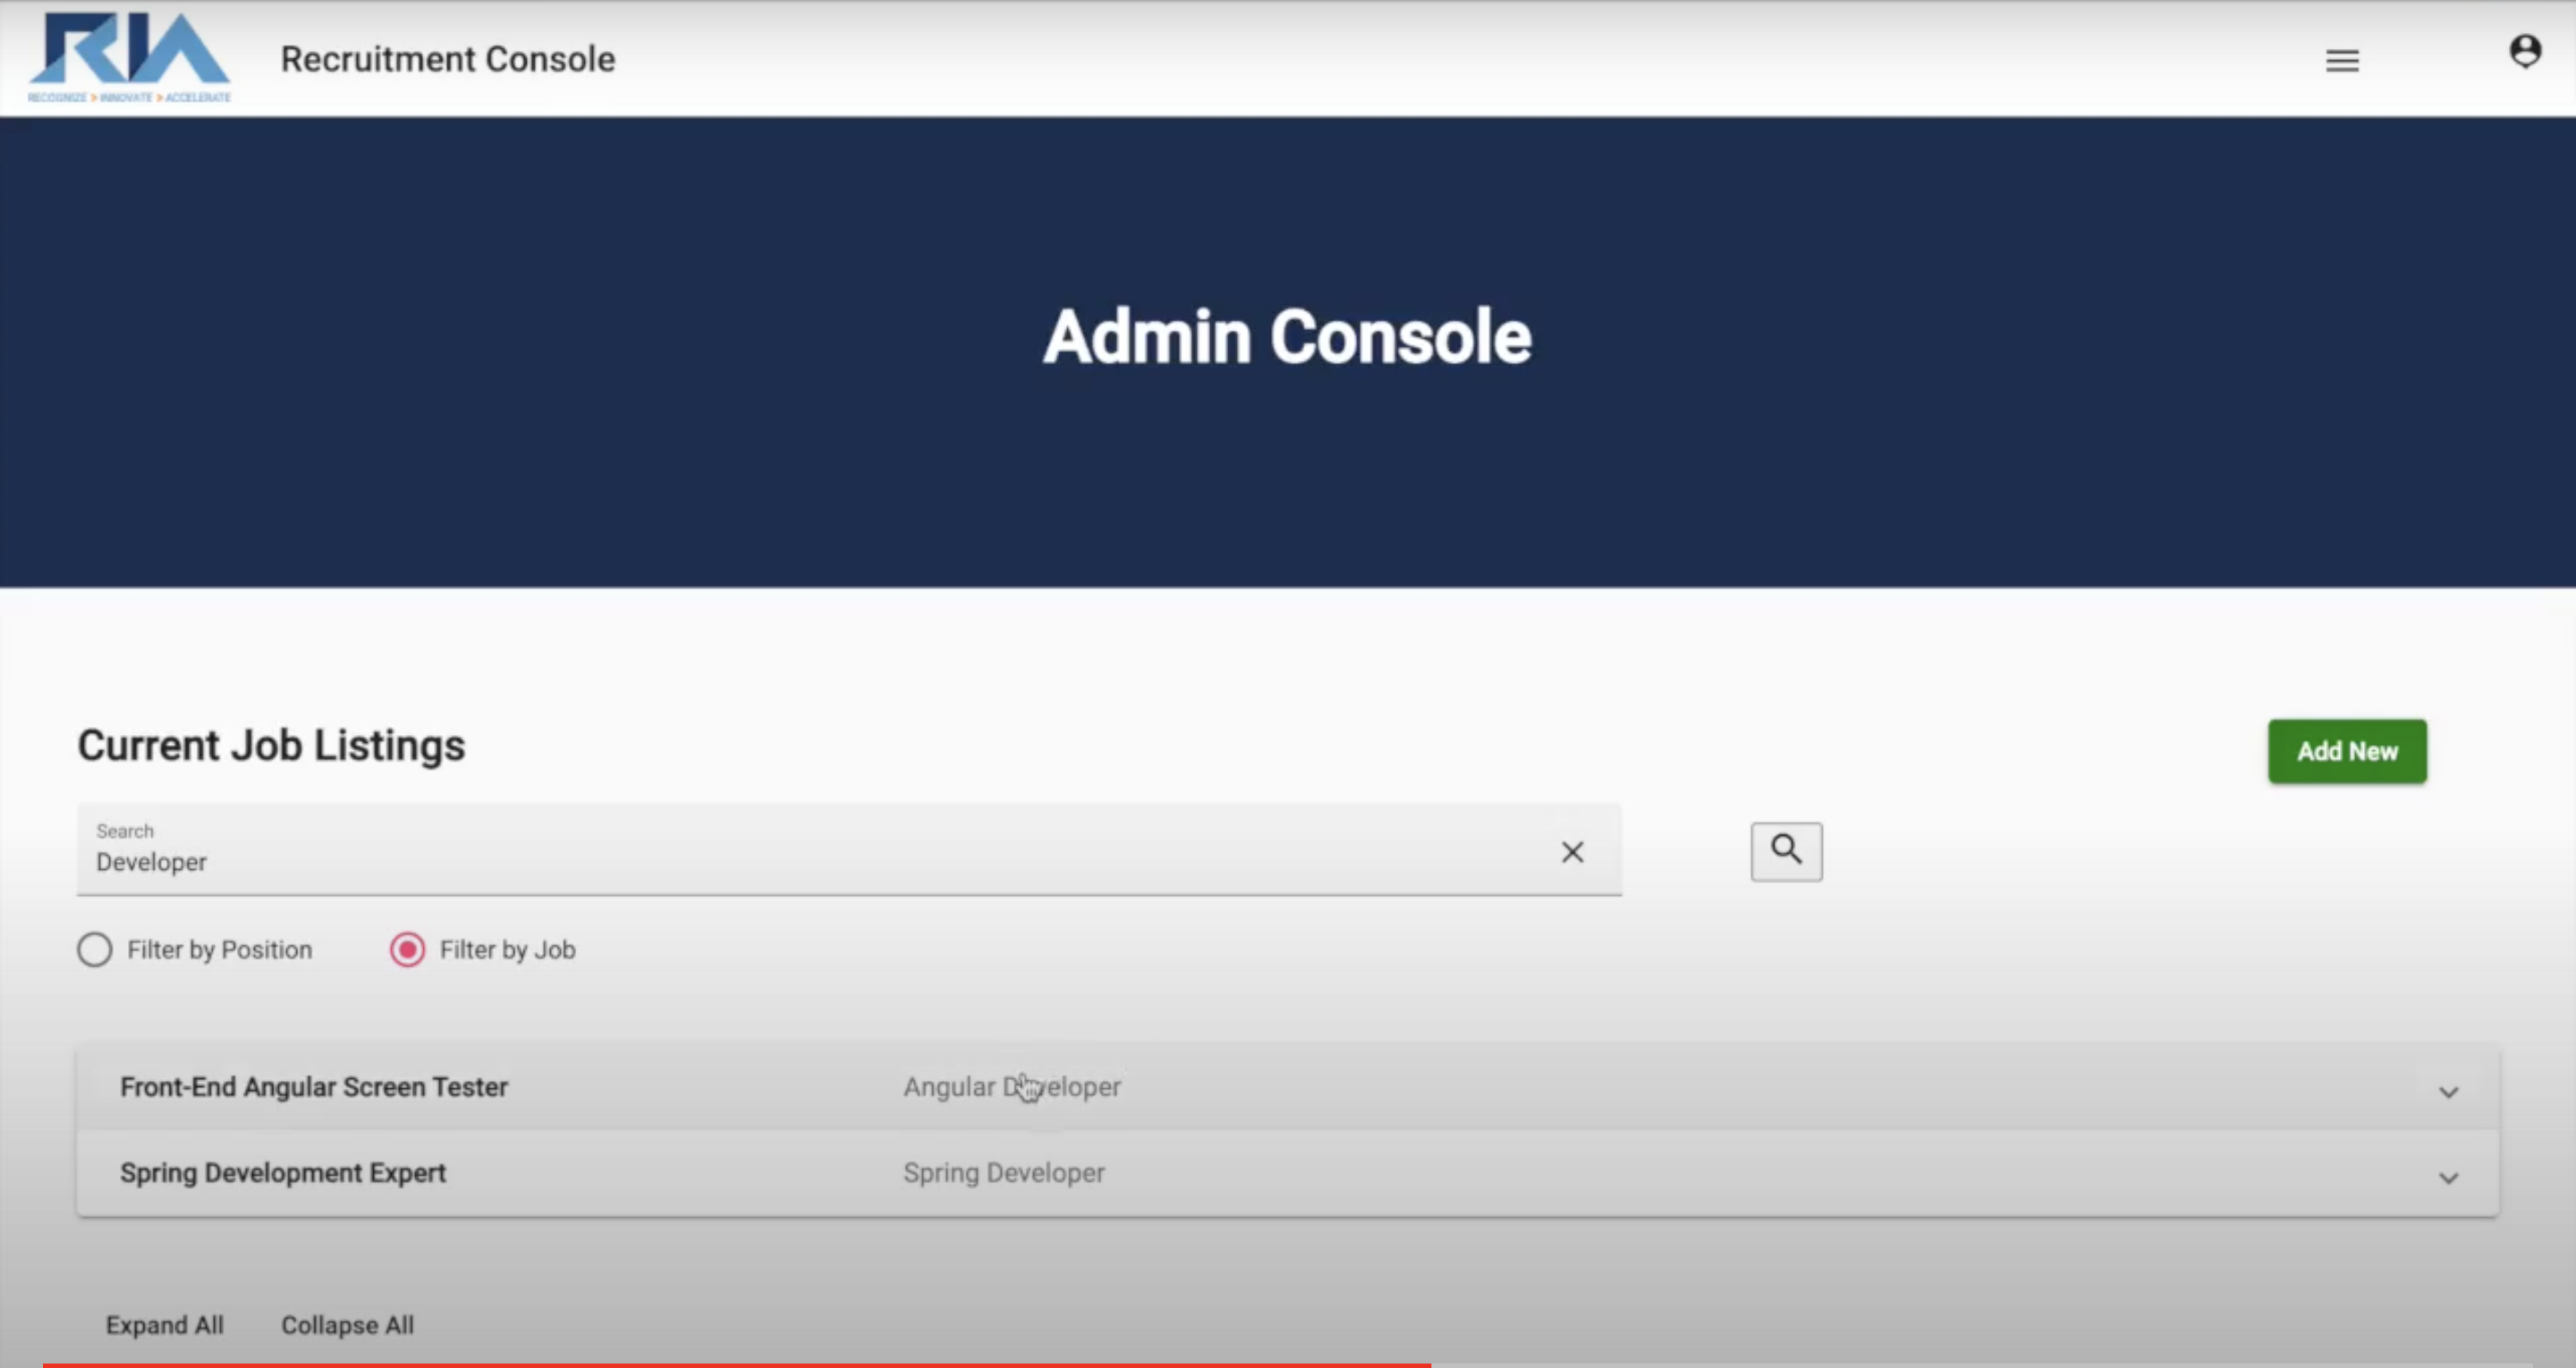 RIA
RECOGNIZE > INNOVATE > ACCELERATE
Recruitment Console
Admin Console
Current Job Listings
Add New
Search
Developer
Filter by Position
Filter by Job
Front-End Angular Screen Tester
Angular Developer
Spring Development Expert
Spring Developer
Expand All
Collapse All